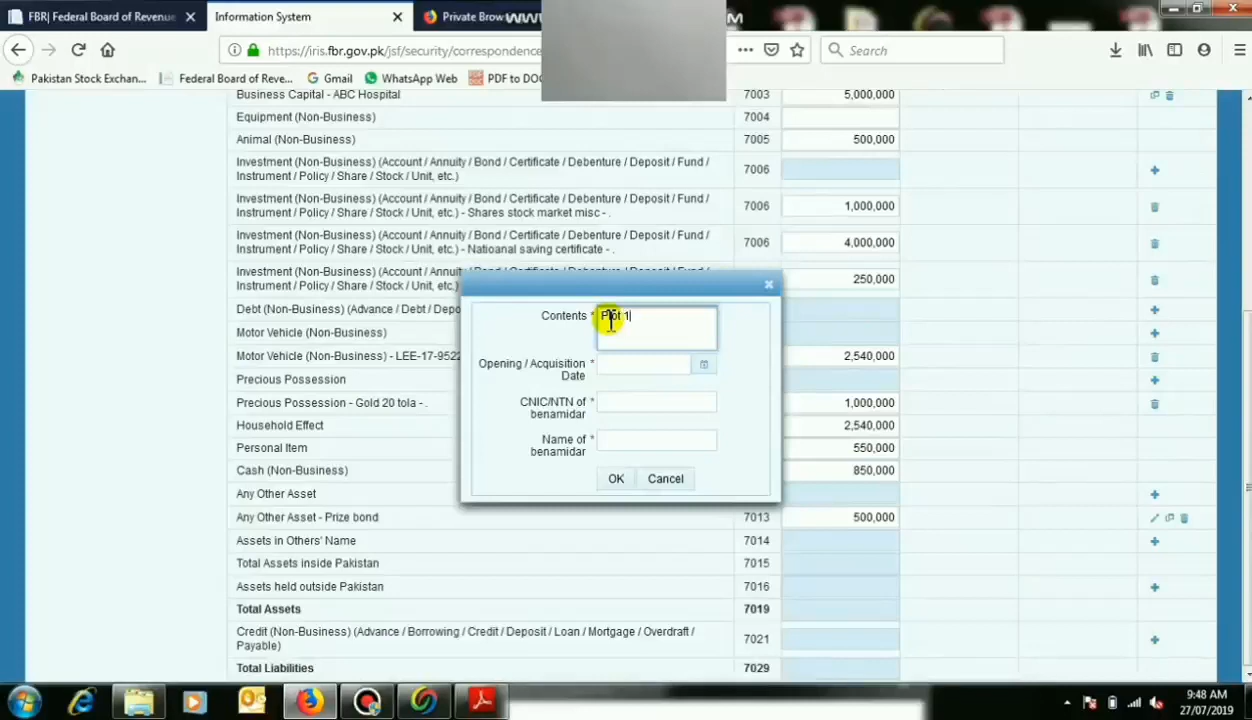 FBR| Federal Board of Revenue
Information System
Private Brow
WWW
M
https://iris.fbr.gov.pk/jsf/security/correspondence
Search
Pakistan Stock Exchan...
Federal Board of Reve...
Gmail
WhatsApp Web
PDF to DO
Business Capital - ABC Hospital 7003 5,000,000
Equipment (Non-Business) 7004
Animal (Non-Business) 7005 500,000
Investment (Non-Business) (Account / Annuity / Bond / Certificate / Debenture / Deposit / Fund /
Instrument / Policy / Share / Stock / Unit, etc.) 7006
Investment (Non-Business) (Account / Annuity / Bond / Certificate / Debenture / Deposit / Fund /
Instrument / Policy / Share / Stock / Unit, etc.) - Shares stock market misc - . 7006 1,000,000
Investment (Non-Business) (Account / Annuity / Bond / Certificate / Debenture / Deposit / Fund /
Instrument / Policy / Share / Stock / Unit, etc.) - Natioanal saving certificate - . 7006 4,000,000
Investment (Non-Business) (Account / Annui
Instrument / Policy / Share / Stock / Unit, etc. 250,000
Debt (Non-Business) (Advance / Debt / Depo
Motor Vehicle (Non-Business)
Motor Vehicle (Non-Business) - LEE-17-9522 2,540,000
Precious Possession
Precious Possession - Gold 20 tola - . 1,000,000
Household Effect 2,540,000
Personal Item 550,000
Cash (Non-Business) 850,000
Any Other Asset
Any Other Asset - Prize bond 7013 500,000
Assets in Others' Name 7014
Total Assets inside Pakistan 7015
Assets held outside Pakistan 7016
Total Assets 7019
Credit (Non-Business) (Advance / Borrowing / Credit / Deposit / Loan / Mortgage / Overdraft /
Payable) 7021
Total Liabilities 7029
Contents * Plot 1
Opening / Acquisition *
Date
CNIC/NTN of *
benamidar
Name of *
benamidar
OK Cancel
9:48 AM
27/07/2019